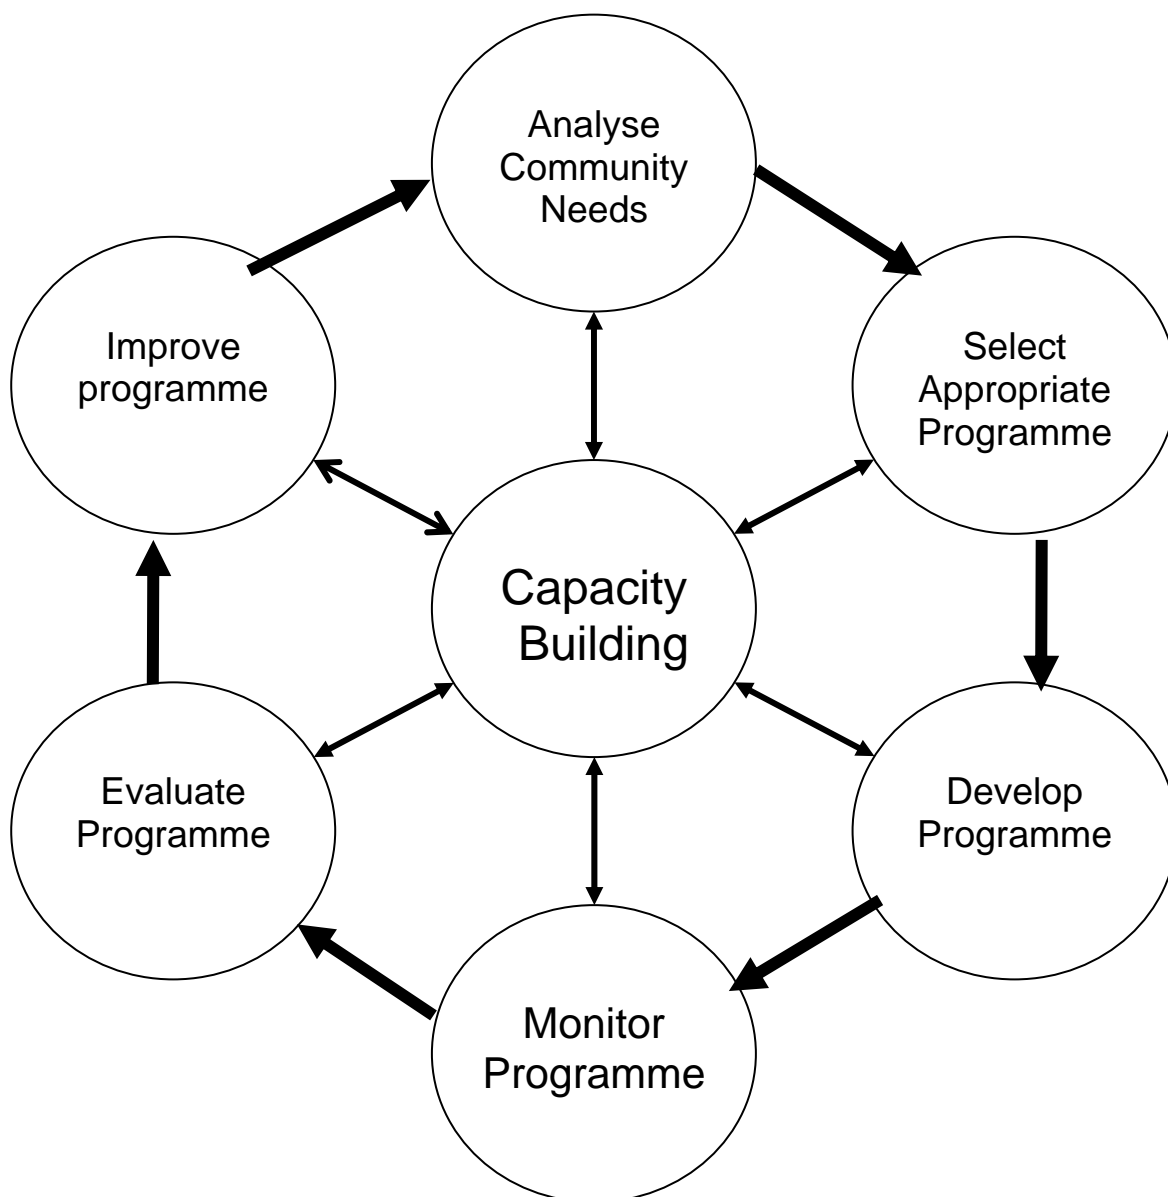 Analyse
Community
Needs
Improve
programme
Select
Appropriate
Programme
Capacity
Building
Evaluate
Programme
Develop
Programme
Monitor
Programme